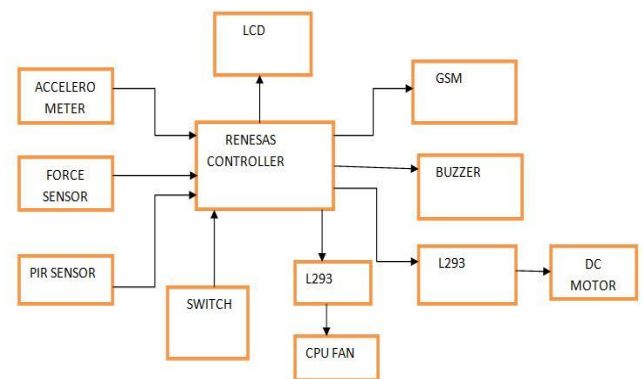 LCD
ACCELERO
METER
GSM
RENESAS
CONTROLLER
FORCE
SENSOR
BUZZER
PIR SENSOR
SWITCH
L293
L293
DC
MOTOR
CPU FAN